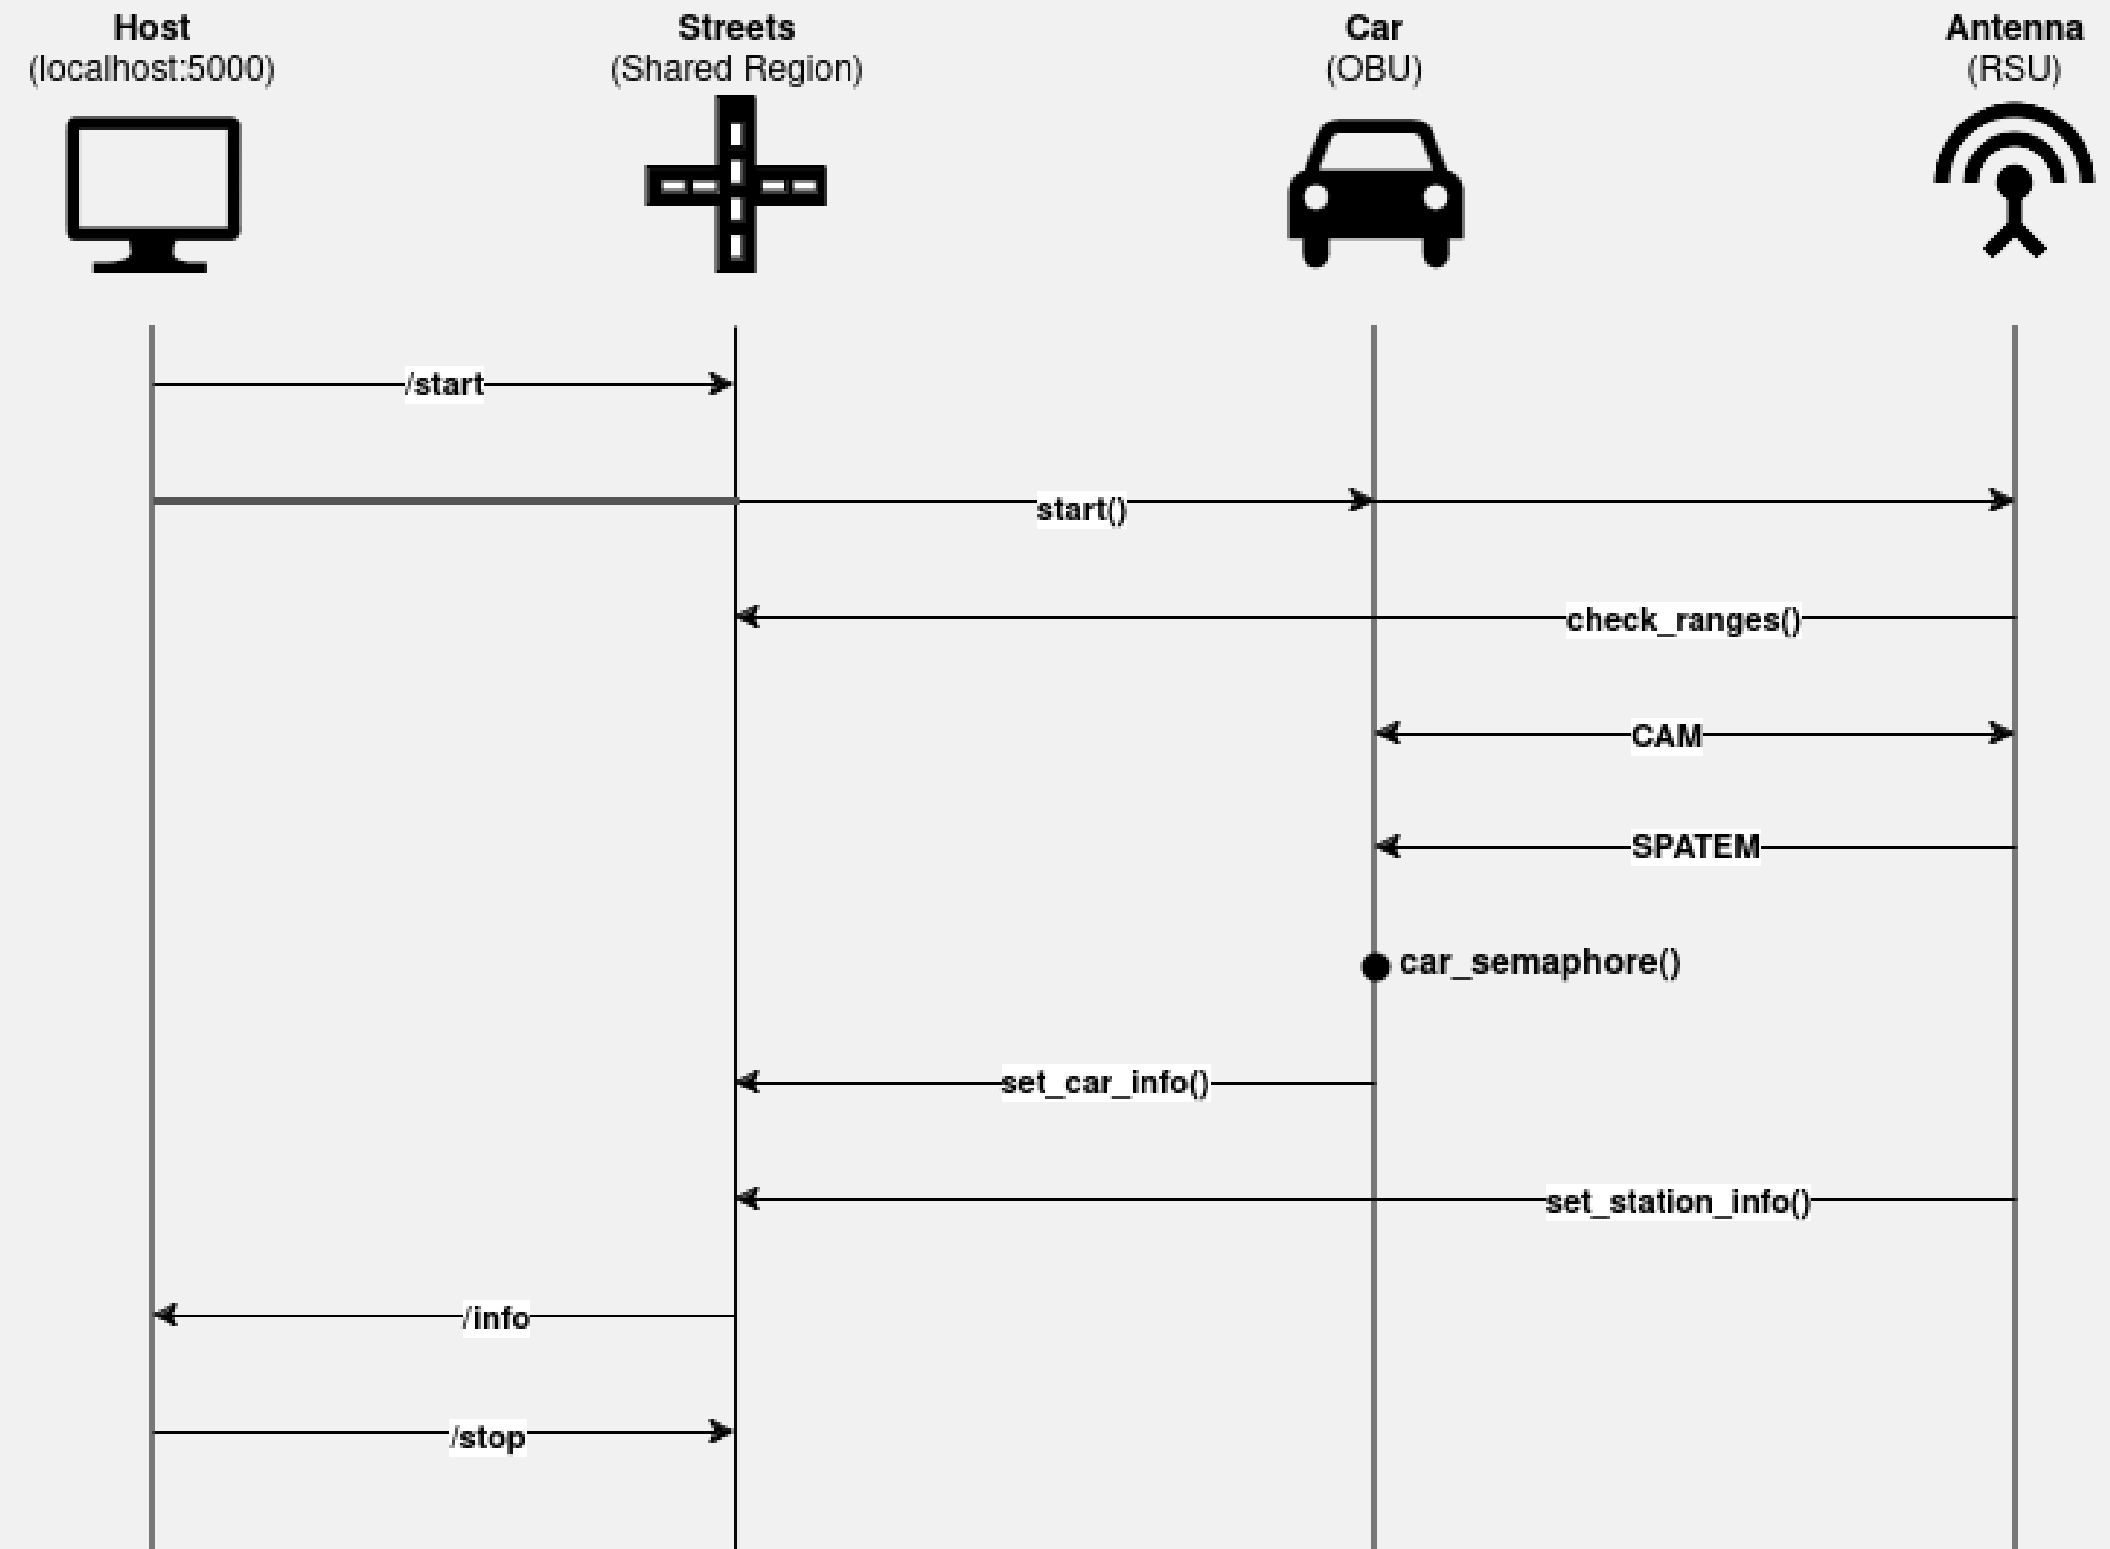 Host
(localhost:5000)
Streets
(Shared Region)
Car
(OBU)
Antenna
(RSU)
/start
start()
check_ranges()
CAM
SPATEM
car_semaphore()
set_car_info()
set_station_info()
/info
/stop